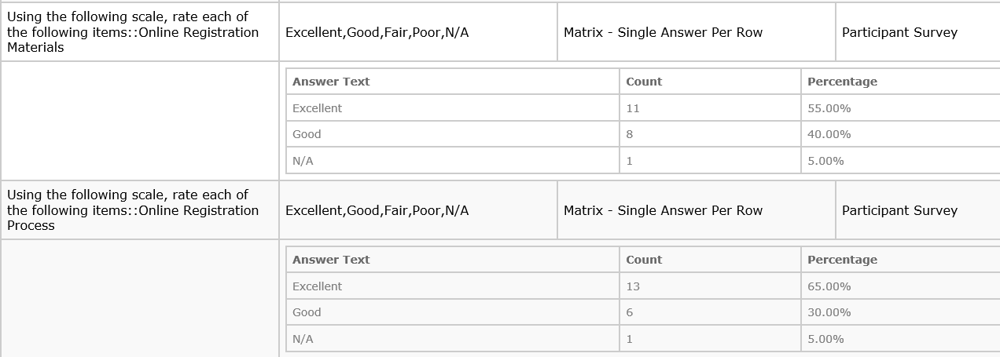 Using the following scale, rate each of
the following items::Online Registration
Materials
Excellent,Good,Fair,Poor,N/A
Matrix - Single Answer Per Row
Participant Survey
Answer Text Count Percentage
Excellent 11 55.00%
Good 8 40.00%
N/A 1 5.00%
Using the following scale, rate each of
the following items::Online Registration
Process
Excellent,Good,Fair,Poor,N/A
Matrix - Single Answer Per Row
Participant Survey
Answer Text Count Percentage
Excellent 13 65.00%
Good 6 30.00%
N/A 1 5.00%